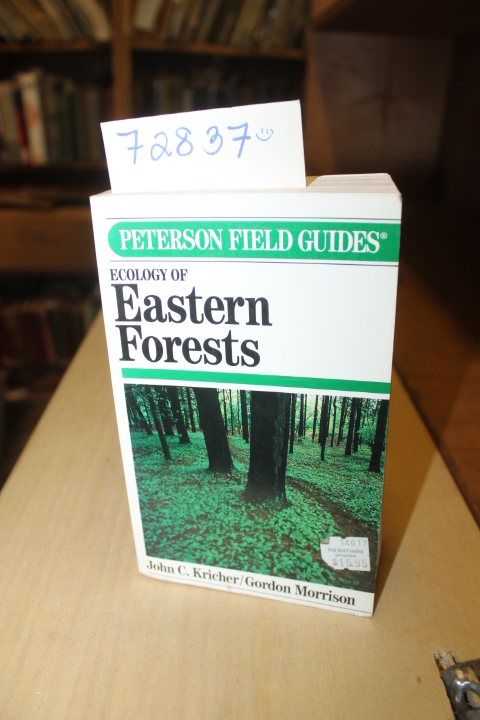 72837
PETERSON FIELD GUIDES®
ECOLOGY OF
Eastern
Forests
$15.95
John C. Kricher/Gordon Morrison